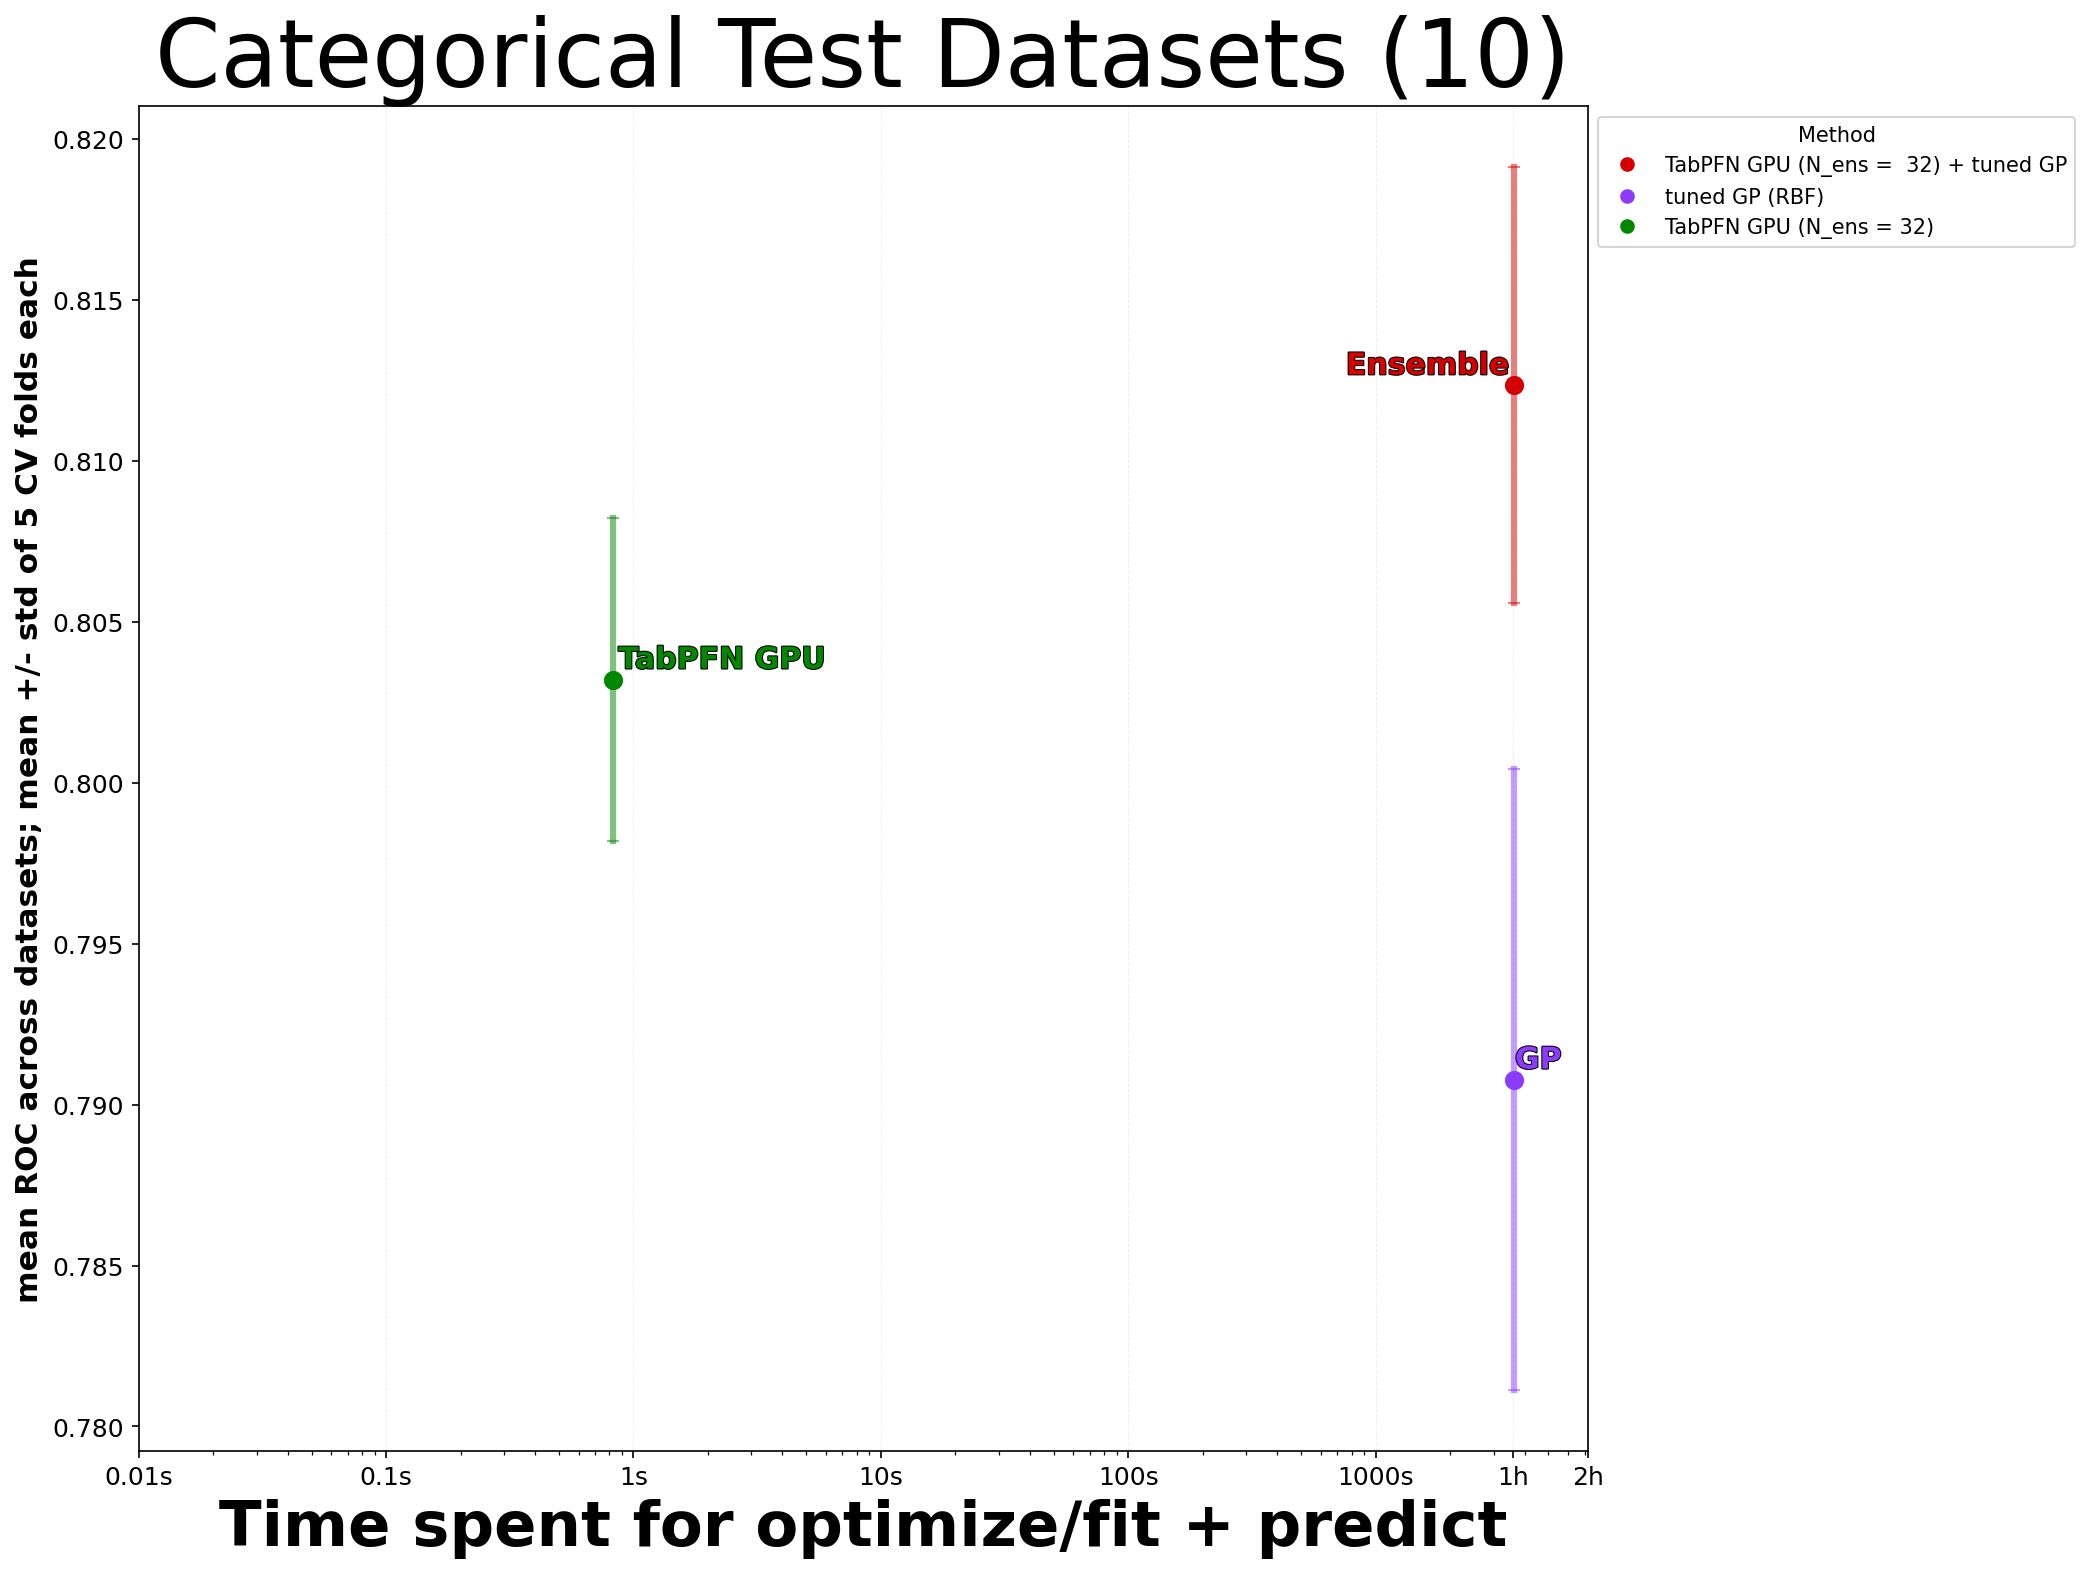 Categorical Test Datasets (10)
mean ROC across datasets; mean +/- std of 5 CV folds each
0.820
0.815
0.810
0.805
0.800
0.795
0.790
0.785
0.780
Ensemble
TabPFN GPU
GP
0.01s
0.1s
1s
10s
100s
1000s
1h
2h
Time spent for optimize/fit + predict
Method
TabPFN GPU (N_ens =  32) + tuned GP
tuned GP (RBF)
TabPFN GPU (N_ens = 32)